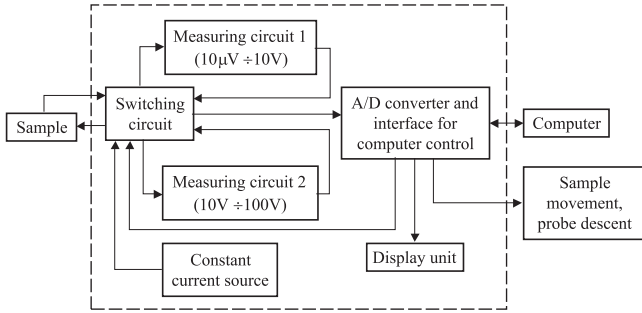 Measuring circuit 1
(10μV ÷10V)
Switching
circuit
A/D converter and
interface for
computer control
Sample
Computer
Measuring circuit 2
(10V ÷100V)
Sample
movement,
probe descent
Constant
current source
Display unit